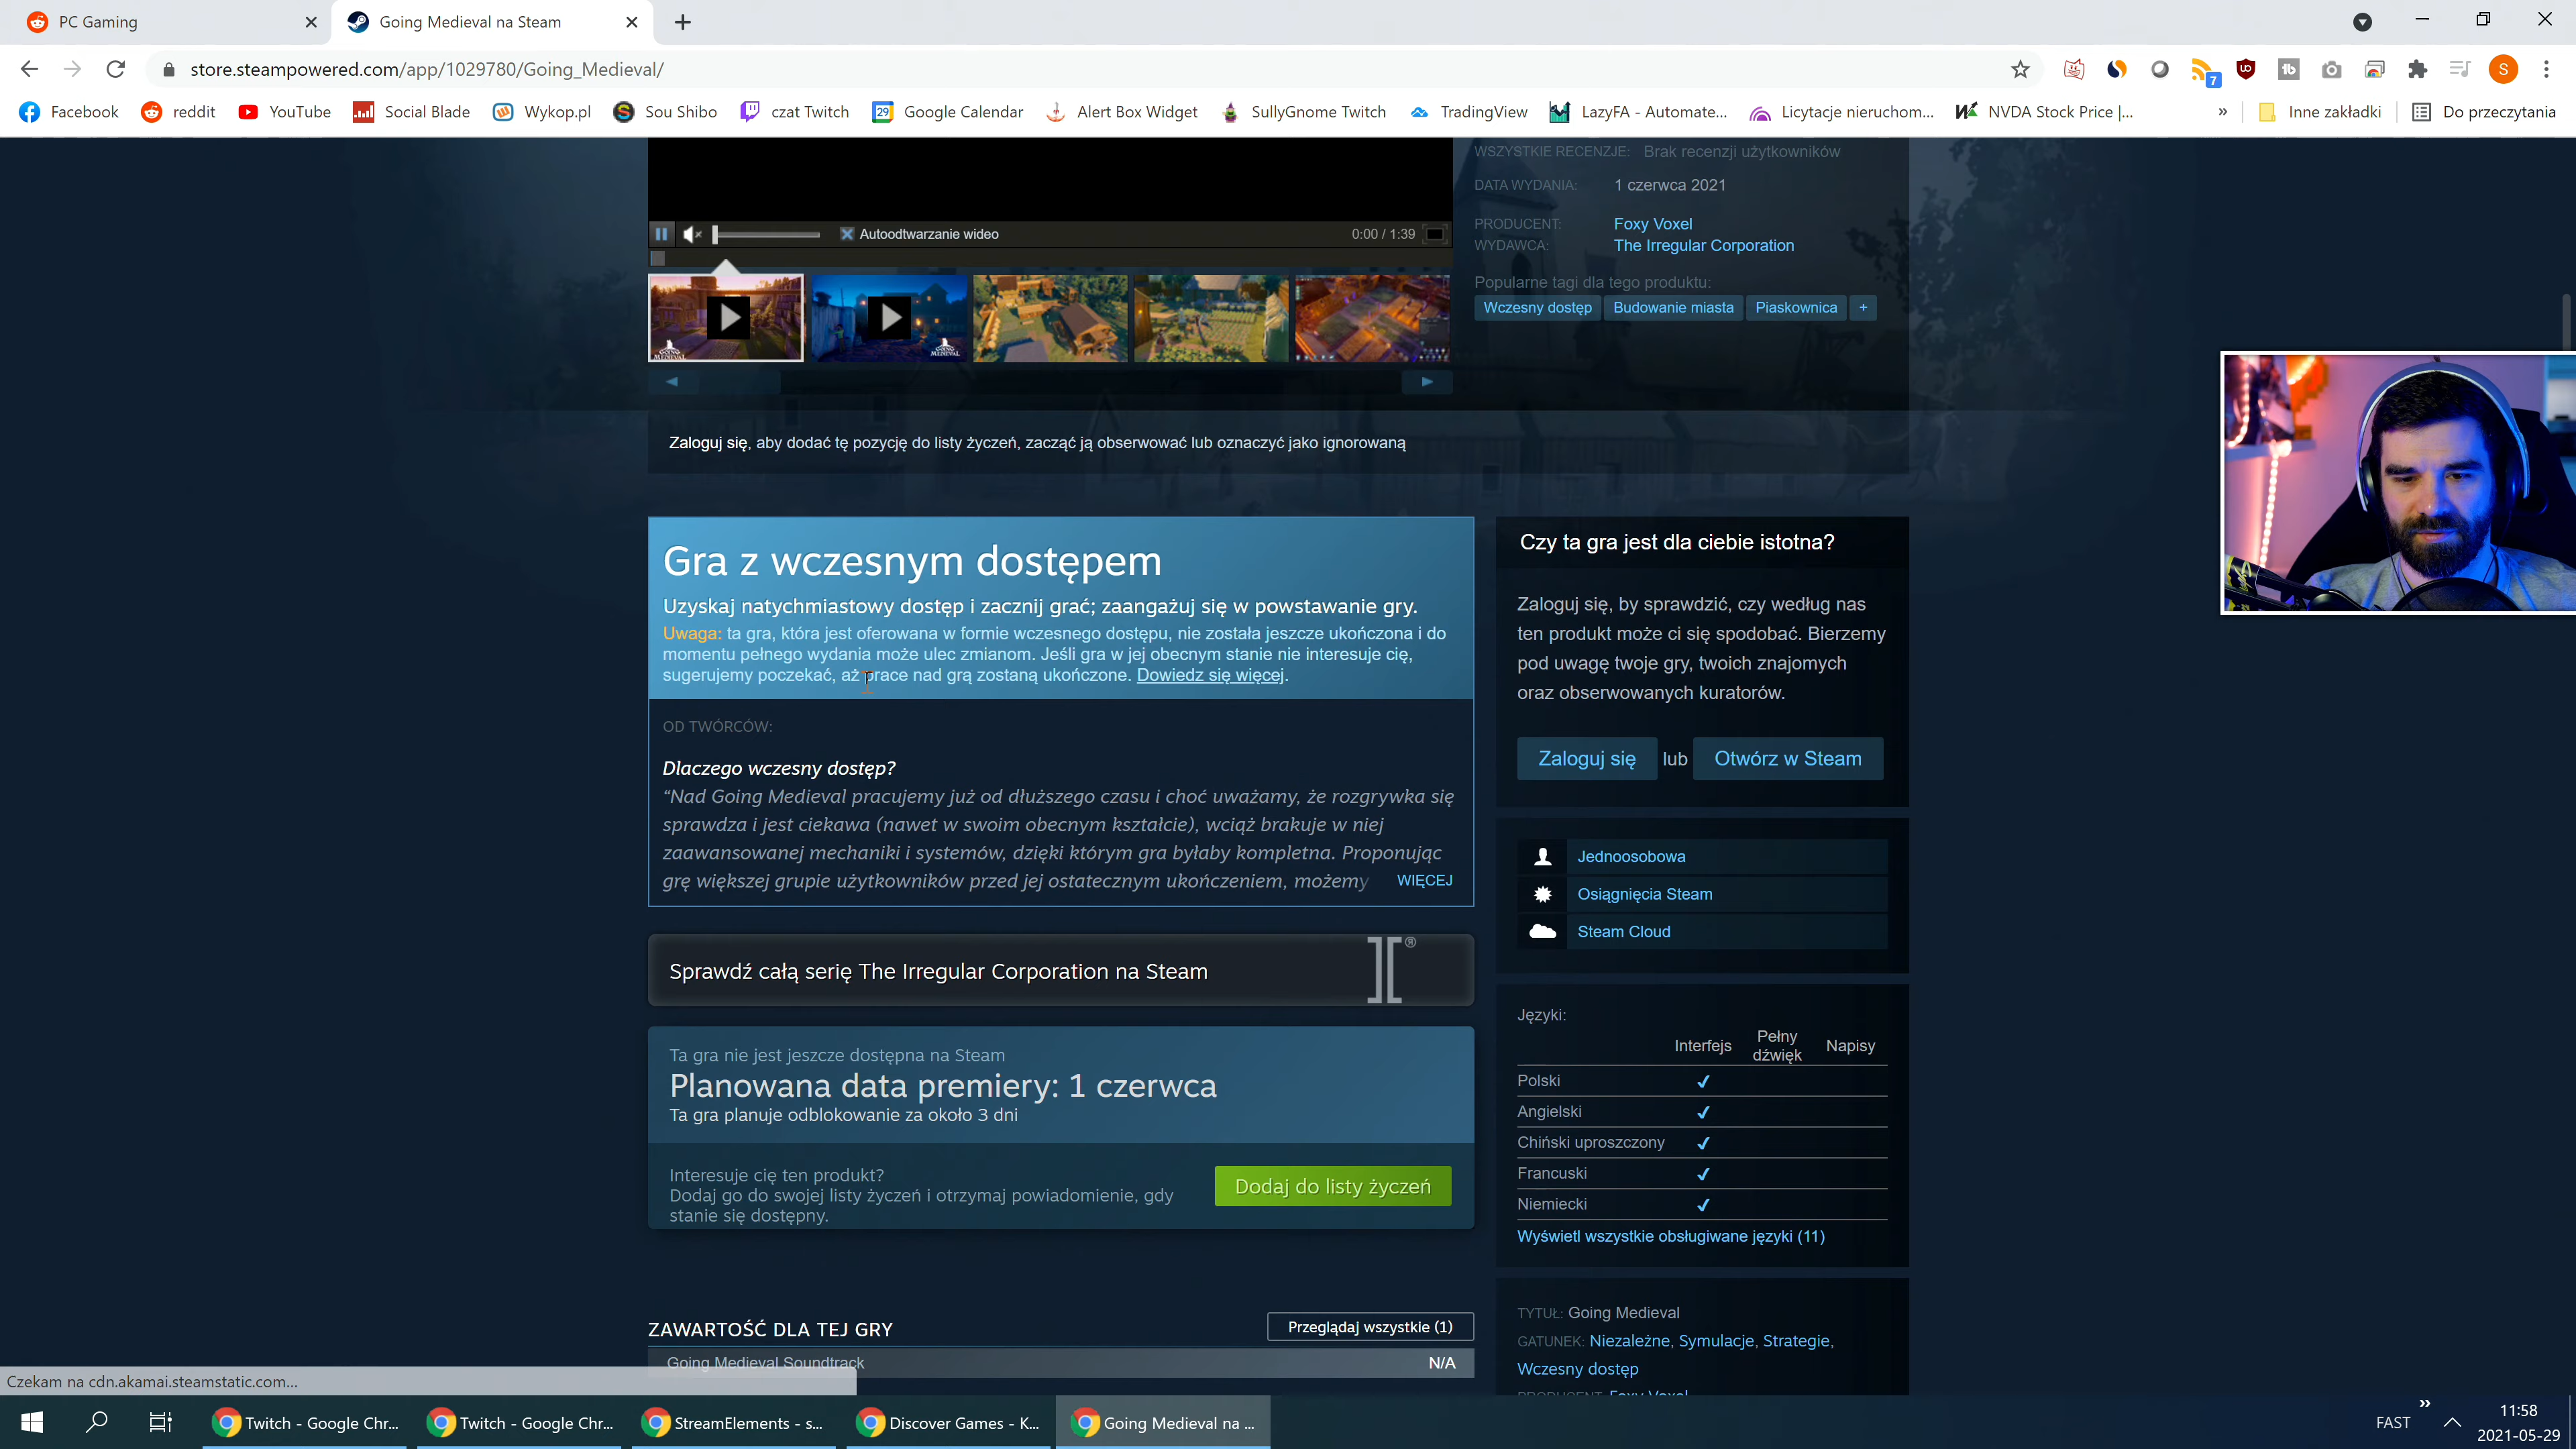 PC Gaming
Going Medieval na Steam
store.steampowered.com/app/1029780/Going_Medieval/
7
S
Facebook
reddit
YouTube
Social Blade
Wykop.pl
Sou Shibo
czat Twitch
29
Google Calendar
Alert Box Widget
SullyGnome Twitch
TradingView
LazyFA - Automate...
Licytacje nieruchom...
NVDA Stock Price |...
»
Inne zakładki
Do przeczytania
Autoodtwarzanie wideo
0:00 / 1:39
GOING MEDIEVAL
GOING MEDIEVAL
WSZYSTKIE RECENZJE: Brak recenzji użytkowników
DATA WYDANIA: 1 czerwca 2021
PRODUCENT: Foxy Voxel
WYDAWCA: The Irregular Corporation
Popularne tagi dla tego produktu:
Wczesny dostęp Budowanie miasta Piaskownica +
Zaloguj się, aby dodać tę pozycję do listy życzeń, zacząć ją obserwować lub oznaczyć jako ignorowaną
Gra z wczesnym dostępem
Uzyskaj natychmiastowy dostęp i zacznij grać; zaangażuj się w powstawanie gry.
Uwaga: ta gra, która jest oferowana w formie wczesnego dostępu, nie została jeszcze ukończona i do
momentu pełnego wydania może ulec zmianom. Jeśli gra w jej obecnym stanie nie interesuje cię,
sugerujemy poczekać, aż prace nad grą zostaną ukończone. Dowiedz się więcej.
OD TWÓRCÓW:
Dlaczego wczesny dostęp?
“Nad Going Medieval pracujemy już od dłuższego czasu i choć uważamy, że rozgrywka się
sprawdza i jest ciekawa (nawet w swoim obecnym kształcie), wciąż brakuje w niej
zaawansowanej mechaniki i systemów, dzięki którym gra byłaby kompletna. Proponując
grę większej grupie użytkowników przed jej ostatecznym ukończeniem, możemy WIĘCEJ
Sprawdź całą serię The Irregular Corporation na Steam
®
Ta gra nie jest jeszcze dostępna na Steam
Planowana data premiery: 1 czerwca
Ta gra planuje odblokowanie za około 3 dni
Interesuje cię ten produkt?
Dodaj go do swojej listy życzeń i otrzymaj powiadomienie, gdy
stanie się dostępny.
Dodaj do listy życzeń
ZAWARTOŚĆ DLA TEJ GRY
Przeglądaj wszystkie (1)
Going Medieval Soundtrack N/A
Czy ta gra jest dla ciebie istotna?
Zaloguj się, by sprawdzić, czy według nas
ten produkt może ci się spodobać. Bierzemy
pod uwagę twoje gry, twoich znajomych
oraz obserwowanych kuratorów.
Zaloguj się lub Otwórz w Steam
Jednoosobowa
Osiągnięcia Steam
Steam Cloud
Języki:
Interfejs Pełny dźwięk Napisy
Polski ✔
Angielski ✔
Chiński uproszczony ✔
Francuski ✔
Niemiecki ✔
Wyświetl wszystkie obsługiwane języki (11)
TYTUŁ: Going Medieval
GATUNEK: Niezależne, Symulacje, Strategie,
Wczesny dostęp
PRODUCENT: Foxy Voxel
Czekam na cdn.akamai.steamstatic.com...
Twitch - Google Chr...
Twitch - Google Chr...
StreamElements - s...
Discover Games - K...
Going Medieval na ...
FAST
»
11:58
2021-05-29